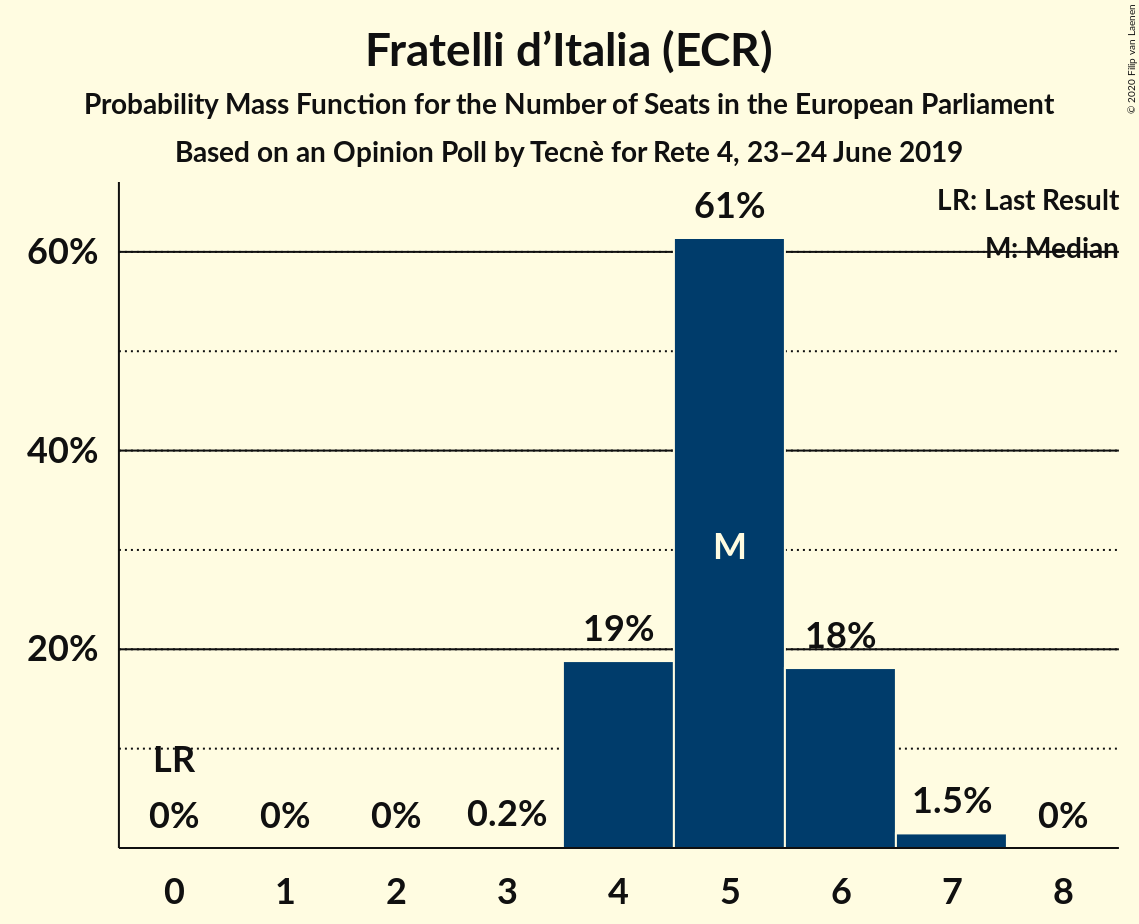 Fratelli d’Italia (ECR)
Probability Mass Function for the Number of Seats in the European Parliament
Based on an Opinion Poll by Tecnè for Rete 4, 23–24 June 2019
© 2020 Filip van Laenen
LR: Last Result
M: Median
61%
60%
40%
M
19%
18%
20%
LR
0%
0%
0%
0.2%
1.5%
0%
0 1 2 3 4 5 6 7 8